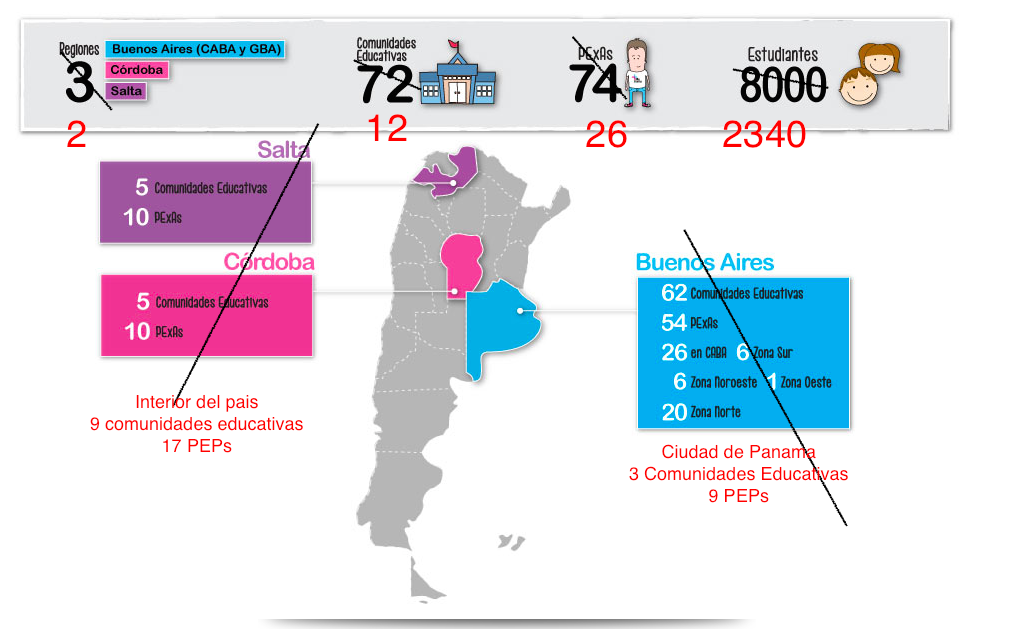 Regiones
3
Buenos Aires (CABA y GBA)
Córdoba
Salta
2
Comunidades
Educativas
72
12
PExAs
74
26
Estudiantes
8000
2340
Salta
5 Comunidades Educativas
10 PExAs
Córdoba
5 Comunidades Educativas
10 PExAs
Interior del pais
9 comunidades educativas
17 PEPs
Buenos Aires
62 Comunidades Educativas
54 PExAs
26 en CABA 6 Zona Sur
6 Zona Noroeste 1 Zona Oeste
20 Zona Norte
Ciudad de Panama
3 Comunidades Educativas
9 PEPs